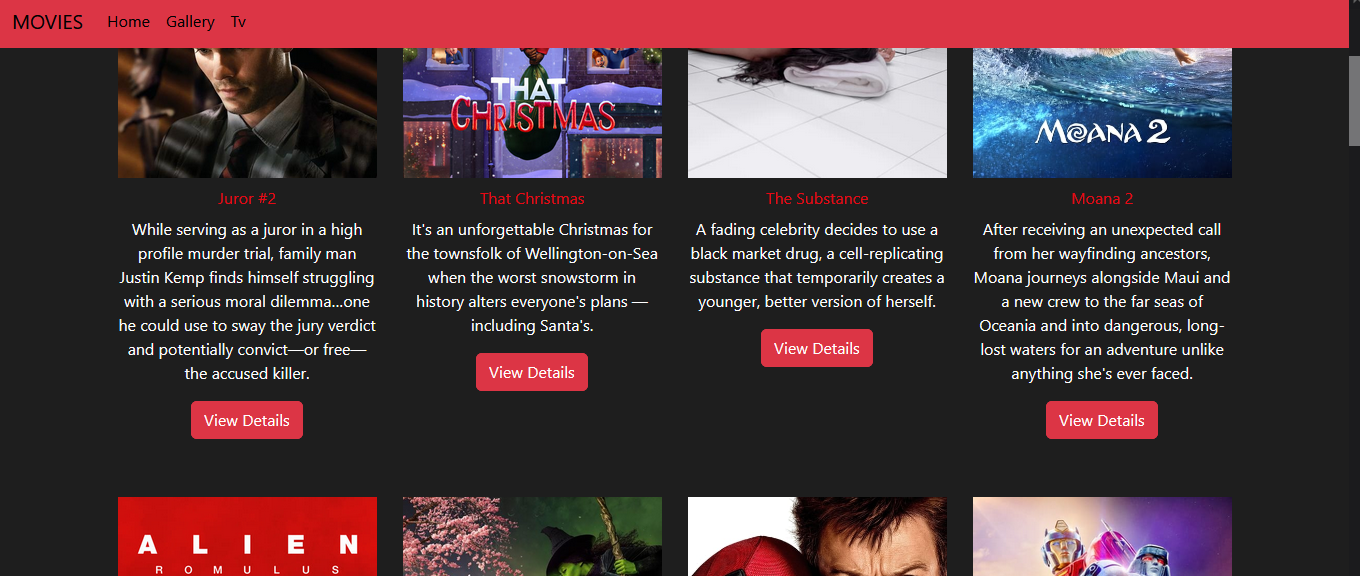 MOVIES Home Gallery Tv
THAT
CHRISTMAS
MOANA 2
Juror #2
While serving as a juror in a high
profile murder trial, family man
Justin Kemp finds himself struggling
with a serious moral dilemma...one
he could use to sway the jury verdict
and potentially convict—or free—
the accused killer.
View Details
That Christmas
It's an unforgettable Christmas for
the townsfolk of Wellington-on-Sea
when the worst snowstorm in
history alters everyone's plans —
including Santa's.
View Details
The Substance
A fading celebrity decides to use a
black market drug, a cell-replicating
substance that temporarily creates a
younger, better version of herself.
View Details
Moana 2
After receiving an unexpected call
from her wayfinding ancestors,
Moana journeys alongside Maui and
a new crew to the far seas of
Oceania and into dangerous, long-
lost waters for an adventure unlike
anything she's ever faced.
View Details
ALIEN
ROMULUS